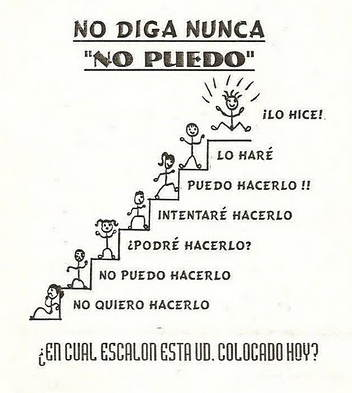 NO DIGA NUNCA
"NO PUEDO"
¡LO HICE!
LO HARÉ
PUEDO HACERLO !!
INTENTARÉ HACERLO
¿PODRÉ HACERLO?
NO PUEDO HACERLO
NO QUIERO HACERLO
¿EN CUAL ESCALON ESTA UD. COLOCADO HOY?